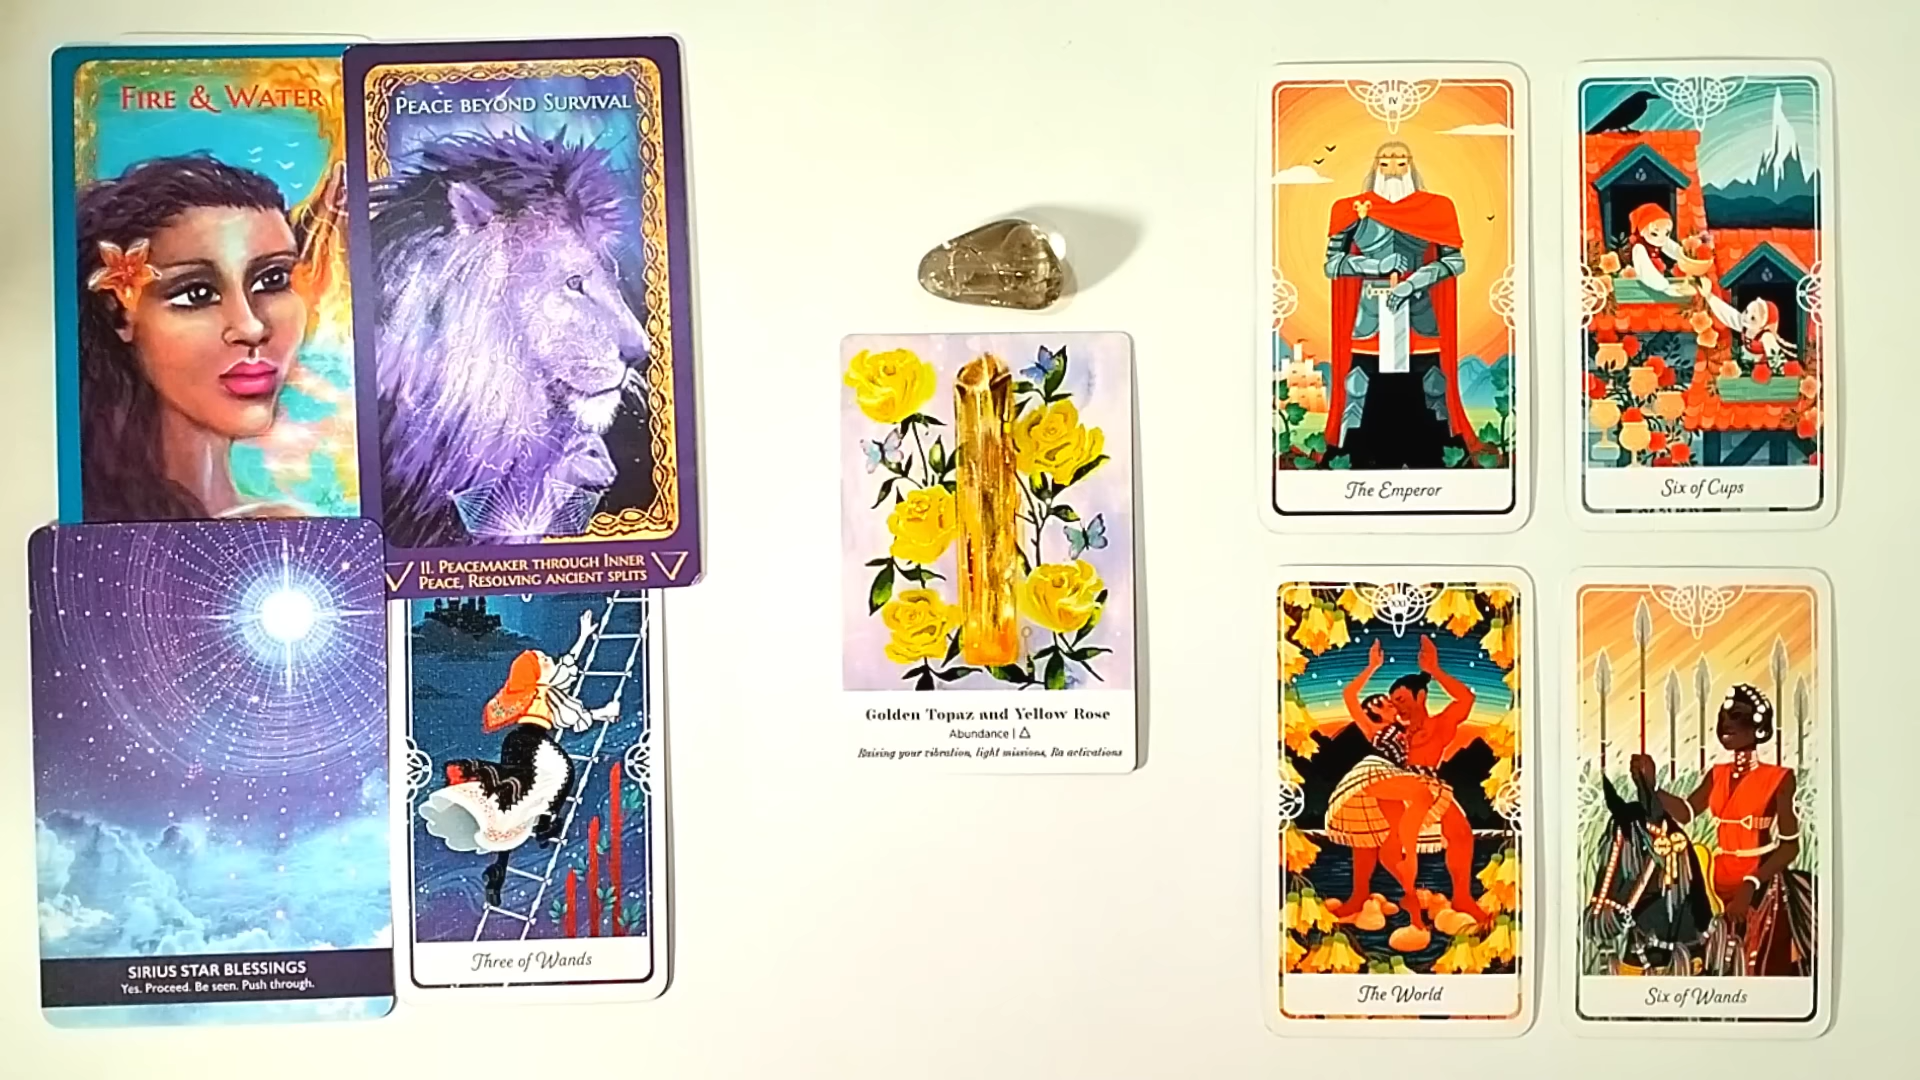 FIRE & WATER
PEACE BEYOND SURVIVAL
II. PEACEMAKER THROUGH INNER
PEACE, RESOLVING ANCIENT SPLITS
SIRIUS STAR BLESSINGS
Yes. Proceed. Be seen. Push through.
Three of Wands
Golden Topaz and Yellow Rose
Abundance | △
Raising your vibration, light missions, Ra activations
IV
The Emperor
Six of Cups
XXI
The World
Six of Wands